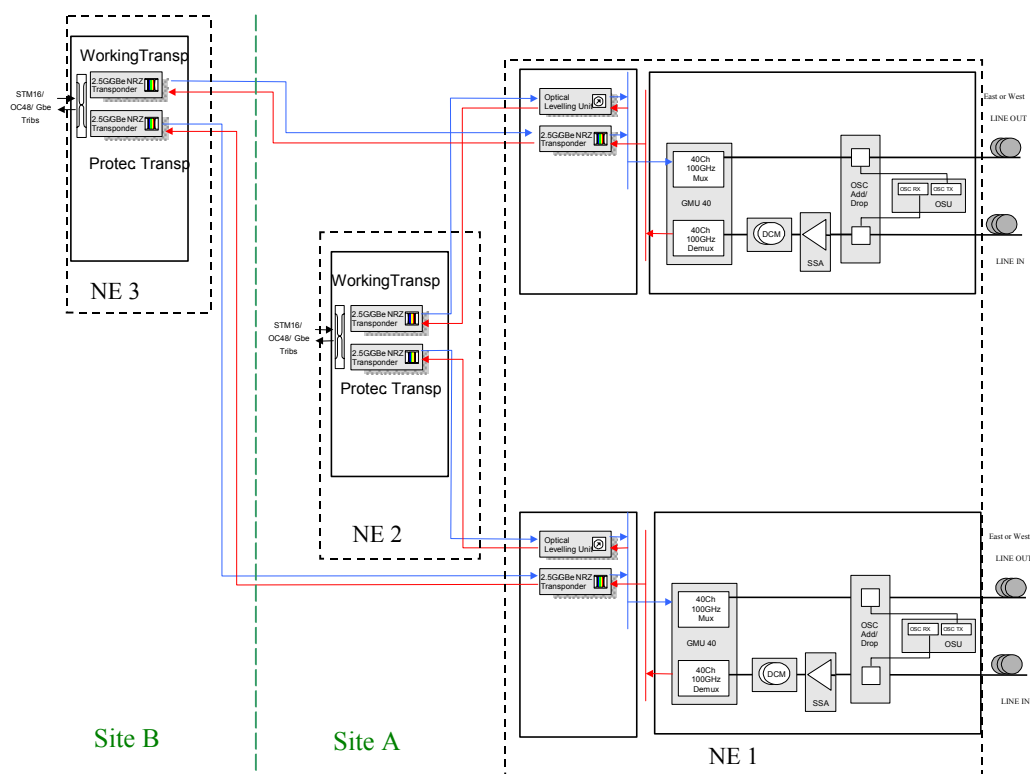 WorkingTransp
2.5GGBe NRZ
Transponder
STM16/
OC48/ Gbe
Tribs
2.5GGBe NRZ
Transponder
Protec Transp
NE 3
WorkingTransp
2.5GGBe NRZ
Transponder
STM16/
OC48/ Gbe
Tribs
2.5GGBe NRZ
Transponder
Protec Transp
NE 2
Optical
Levelling Unit
2.5GGBe NRZ
Transponder
40Ch
100GHz
Mux
GMU 40
40Ch
100GHz
Demux
DCM
SSA
OSC
Add/
Drop
OSC RX
OSC TX
OSU
East or West
LINE OUT
LINE IN
Optical
Levelling Unit
2.5GGBe NRZ
Transponder
40Ch
100GHz
Mux
GMU 40
40Ch
100GHz
Demux
DCM
SSA
OSC
Add/
Drop
OSC RX
OSC TX
OSU
East or West
LINE OUT
LINE IN
Site B
Site A
NE 1